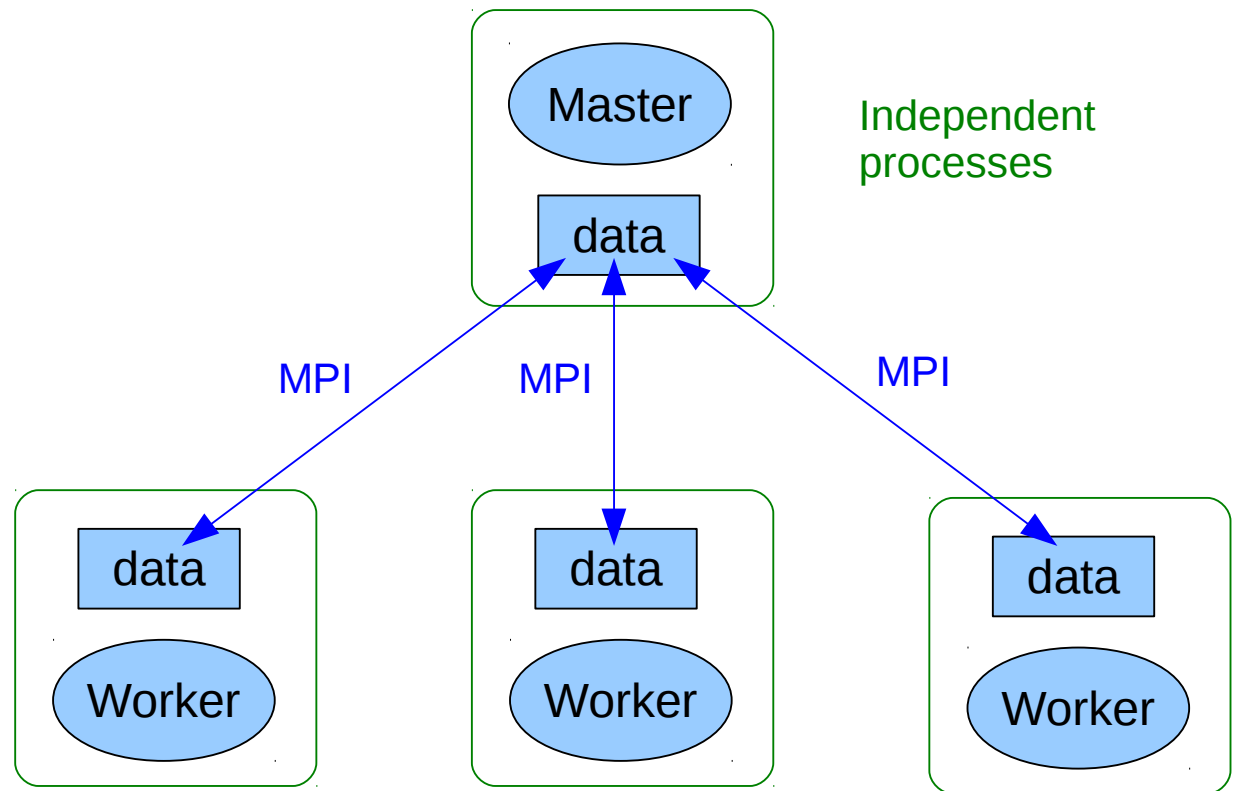 Master
Independent
processes
data
MPI
MPI
MPI
data
data
data
Worker
Worker
Worker